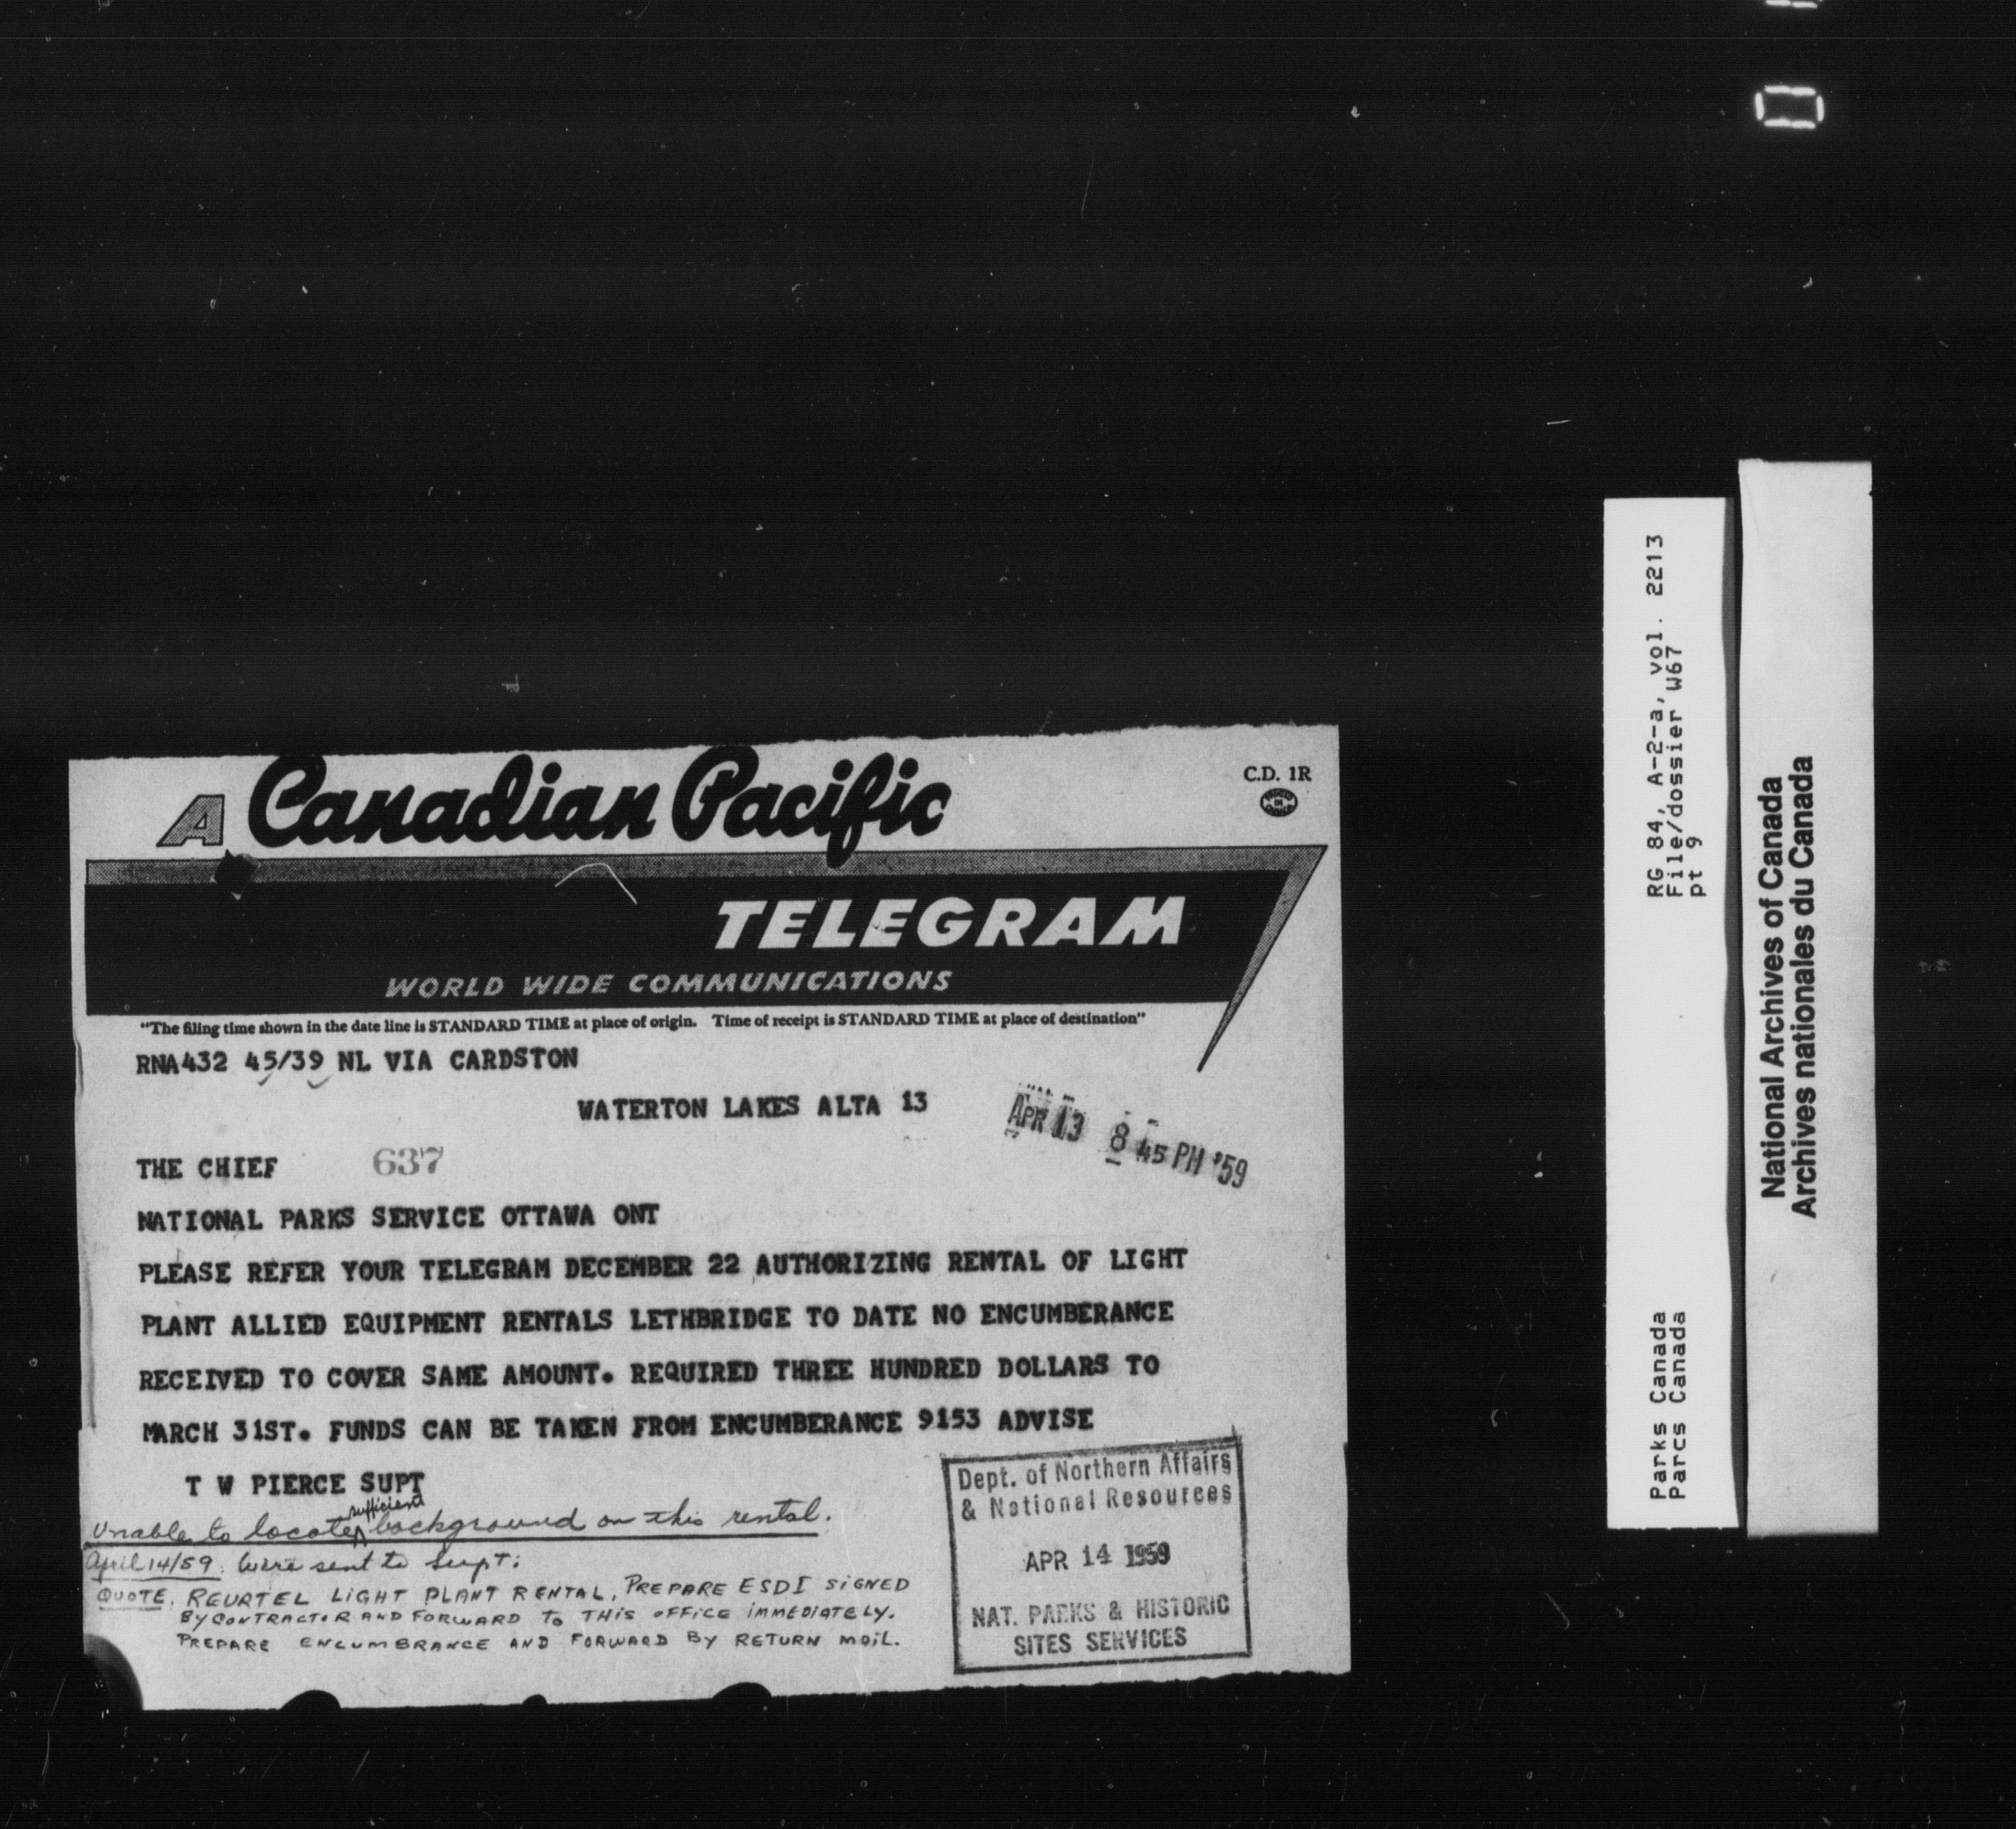 A Canadian Pacific
C.D. 1R
TELEGRAM
WORLD WIDE COMMUNICATIONS
"The filing time shown in the date line is STANDARD TIME at place of origin. Time of receipt is STANDARD TIME at place of destination"
RNA432 45/39 NL VIA CARDSTON
WATERTON LAKES ALTA 13
APR 13 8 45 PM '59
THE CHIEF 637
NATIONAL PARKS SERVICE OTTAWA ONT
PLEASE REFER YOUR TELEGRAM DECEMBER 22 AUTHORIZING RENTAL OF LIGHT
PLANT ALLIED EQUIPMENT RENTALS LETHBRIDGE TO DATE NO ENCUMBERANCE
RECEIVED TO COVER SAME AMOUNT. REQUIRED THREE HUNDRED DOLLARS TO
MARCH 31ST. FUNDS CAN BE TAKEN FROM ENCUMBERANCE 9153 ADVISE
T W PIERCE SUPT
Unable to locate sufficient background on this rental.
April 14/59. Wire sent to Supt:
QUOTE. REURTEL LIGHT PLANT RENTAL, PREPARE ESDI SIGNED
BY CONTRACTOR AND FORWARD TO THIS OFFICE IMMEDIATELY.
PREPARE ENCUMBRANCE AND FORWARD BY RETURN MAIL.
Dept. of Northern Affairs
& National Resources
APR 14 1959
NAT. PARKS & HISTORIC
SITES SERVICES
RG 84, A-2-a, vol. 2213
File/dossier W67
pt 9
Parks Canada
Parcs Canada
National Archives of Canada
Archives nationales du Canada
0